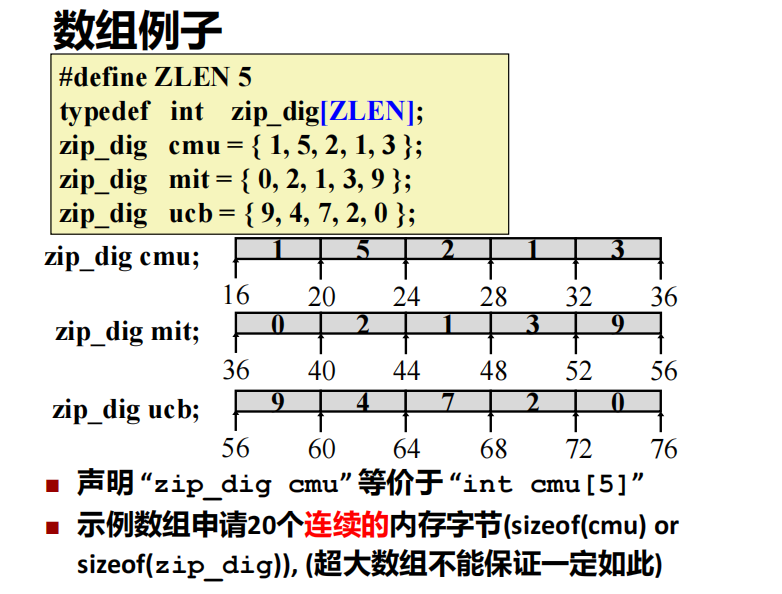 数组例子
#define ZLEN 5
typedef int zip_dig[ZLEN];
zip_dig cmu = { 1, 5, 2, 1, 3 };
zip_dig mit = { 0, 2, 1, 3, 9 };
zip_dig ucb = { 9, 4, 7, 2, 0 };
zip_dig cmu; 1 5 2 1 3
16 20 24 28 32 36
zip_dig mit; 0 2 1 3 9
36 40 44 48 52 56
zip_dig ucb; 9 4 7 2 0
56 60 64 68 72 76
■ 声明 “zip_dig cmu” 等价于 “int cmu[5]”
■ 示例数组申请20个连续的内存字节(sizeof(cmu) or
sizeof(zip_dig)), (超大数组不能保证一定如此)